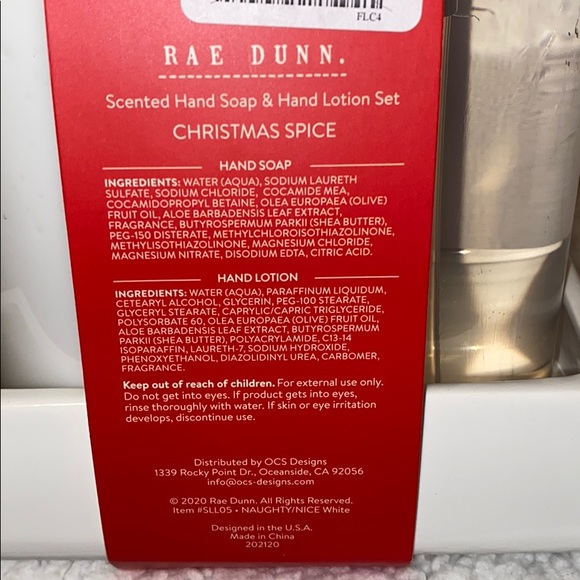 FLC4
RAE DUNN.
Scented Hand Soap & Hand Lotion Set
CHRISTMAS SPICE
HAND SOAP
INGREDIENTS: WATER (AQUA), SODIUM LAURETH
SULFATE, SODIUM CHLORIDE, COCAMIDE MEA,
COCAMIDOPROPYL BETAINE, OLEA EUROPAEA (OLIVE)
FRUIT OIL, ALOE BARBADENSIS LEAF EXTRACT,
FRAGRANCE, BUTYROSPERMUM PARKII (SHEA BUTTER),
PEG-150 DISTERATE, METHYLCHLOROISOTHIAZOLINONE,
METHYLISOTHIAZOLINONE, MAGNESIUM CHLORIDE,
MAGNESIUM NITRATE, DISODIUM EDTA, CITRIC ACID.
HAND LOTION
INGREDIENTS: WATER (AQUA), PARAFFINUM LIQUIDUM,
CETEARYL ALCOHOL, GLYCERIN, PEG-100 STEARATE,
GLYCERYL STEARATE, CAPRYLIC/CAPRIC TRIGLYCERIDE,
POLYSORBATE 60, OLEA EUROPAEA (OLIVE) FRUIT OIL,
ALOE BARBADENSIS LEAF EXTRACT, BUTYROSPERMUM
PARKII (SHEA BUTTER), POLYACRYLAMIDE, C13-14
ISOPARAFFIN, LAURETH-7, SODIUM HYDROXIDE,
PHENOXYETHANOL, DIAZOLIDINYL UREA, CARBOMER,
FRAGRANCE.
Keep out of reach of children. For external use only.
Do not get into eyes. If product gets into eyes,
rinse thoroughly with water. If skin or eye irritation
develops, discontinue use.
Distributed by OCS Designs
1339 Rocky Point Dr., Oceanside, CA 92056
info@ocs-designs.com
© 2020 Rae Dunn. All Rights Reserved.
Item #SLL05 • NAUGHTY/NICE White
Designed in the U.S.A.
Made in China
202120